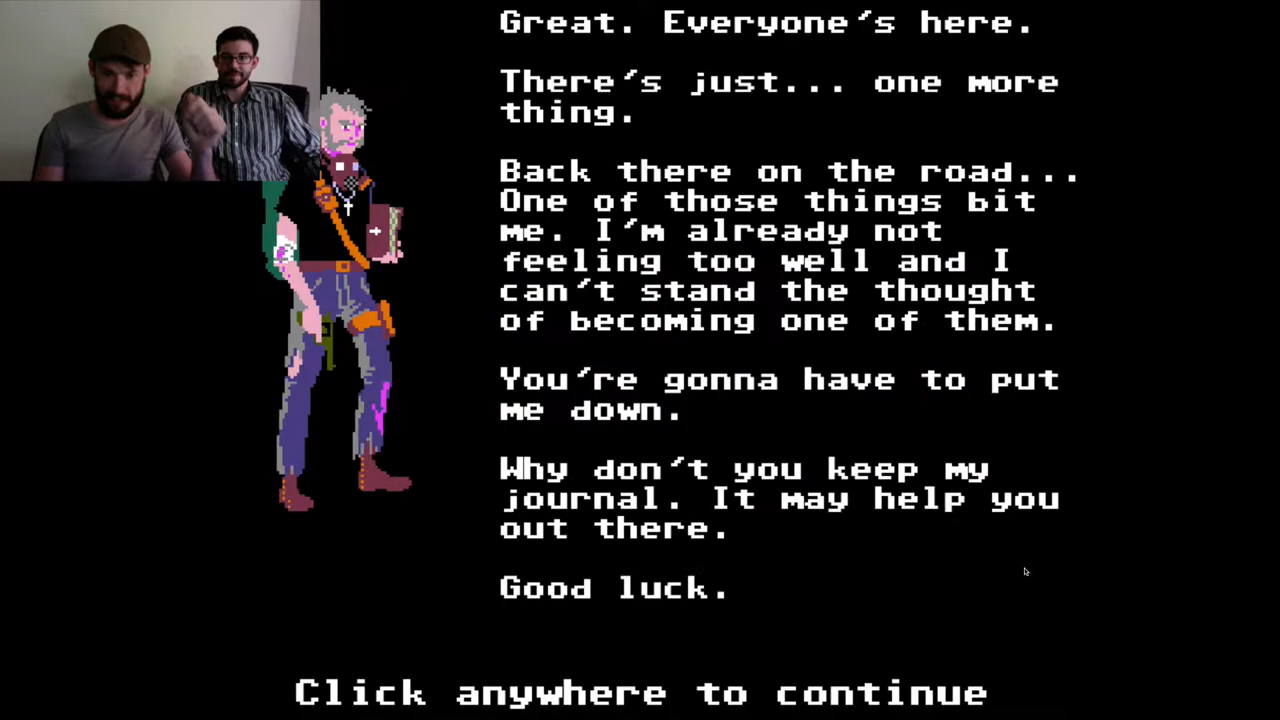 Great. Everyone's here.
There's just... one more
thing.
Back there on the road...
One of those things bit
me. I'm already not
feeling too well and I
can't stand the thought
of becoming one of them.
You're gonna have to put
me down.
Why don't you keep my
journal. It may help you
out there.
Good luck.
Click anywhere to continue